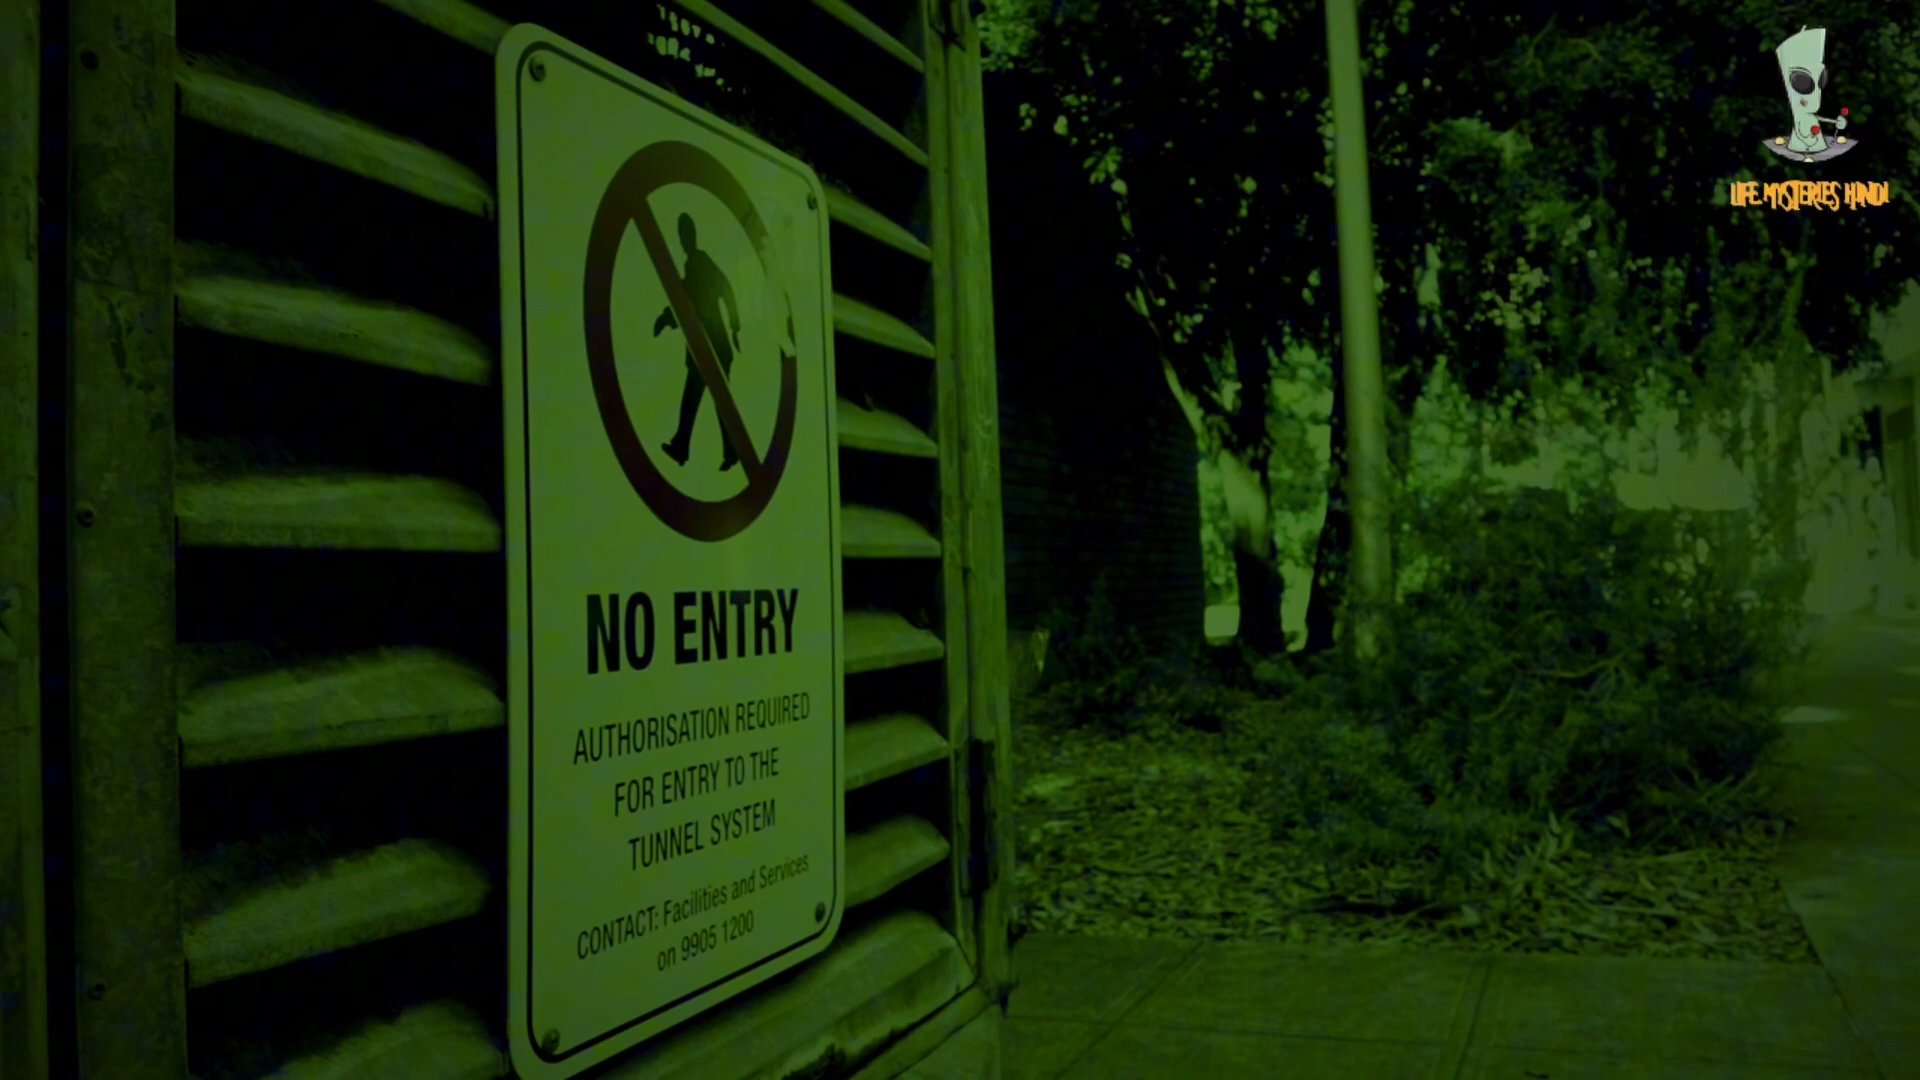 LIFE MYSTERIES HINDI
NO ENTRY
AUTHORISATION REQUIRED
FOR ENTRY TO THE
TUNNEL SYSTEM
CONTACT: Facilities and Services
on 9905 1200